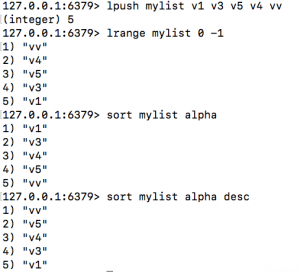 127.0.0.1:6379> lpush mylist v1 v3 v5 v4 vv
(integer) 5
127.0.0.1:6379> lrange mylist 0 -1
1) "vv"
2) "v4"
3) "v5"
4) "v3"
5) "v1"
127.0.0.1:6379> sort mylist alpha
1) "v1"
2) "v3"
3) "v4"
4) "v5"
5) "vv"
127.0.0.1:6379> sort mylist alpha desc
1) "vv"
2) "v5"
3) "v4"
4) "v3"
5) "v1"